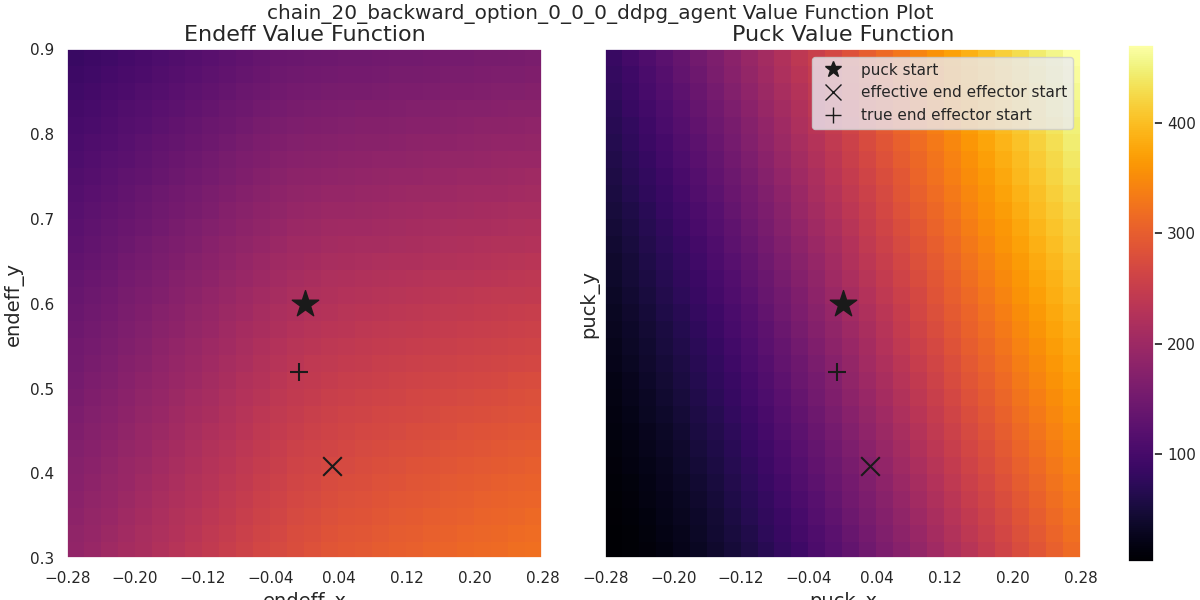 chain_20_backward_option_0_0_0_ddpg_agent Value Function Plot
Endeff Value Function
Puck Value Function
puck start
effective end effector start
true end effector start
endeff_y
0.9
0.8
0.7
0.6
0.5
0.4
0.3
−0.28 −0.20 −0.12 −0.04 0.04 0.12 0.20 0.28
endeff_x
puck_y
−0.28 −0.20 −0.12 −0.04 0.04 0.12 0.20 0.28
puck_x
400
300
200
100